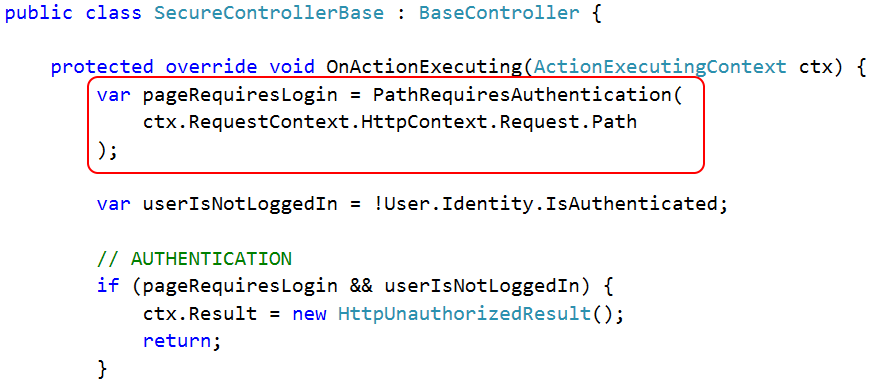 public class SecureControllerBase : BaseController {
protected override void OnActionExecuting(ActionExecutingContext ctx) {
var pageRequiresLogin = PathRequiresAuthentication(
ctx.RequestContext.HttpContext.Request.Path
);
var userIsNotLoggedIn = !User.Identity.IsAuthenticated;
// AUTHENTICATION
if (pageRequiresLogin && userIsNotLoggedIn) {
ctx.Result = new HttpUnauthorizedResult();
return;
}